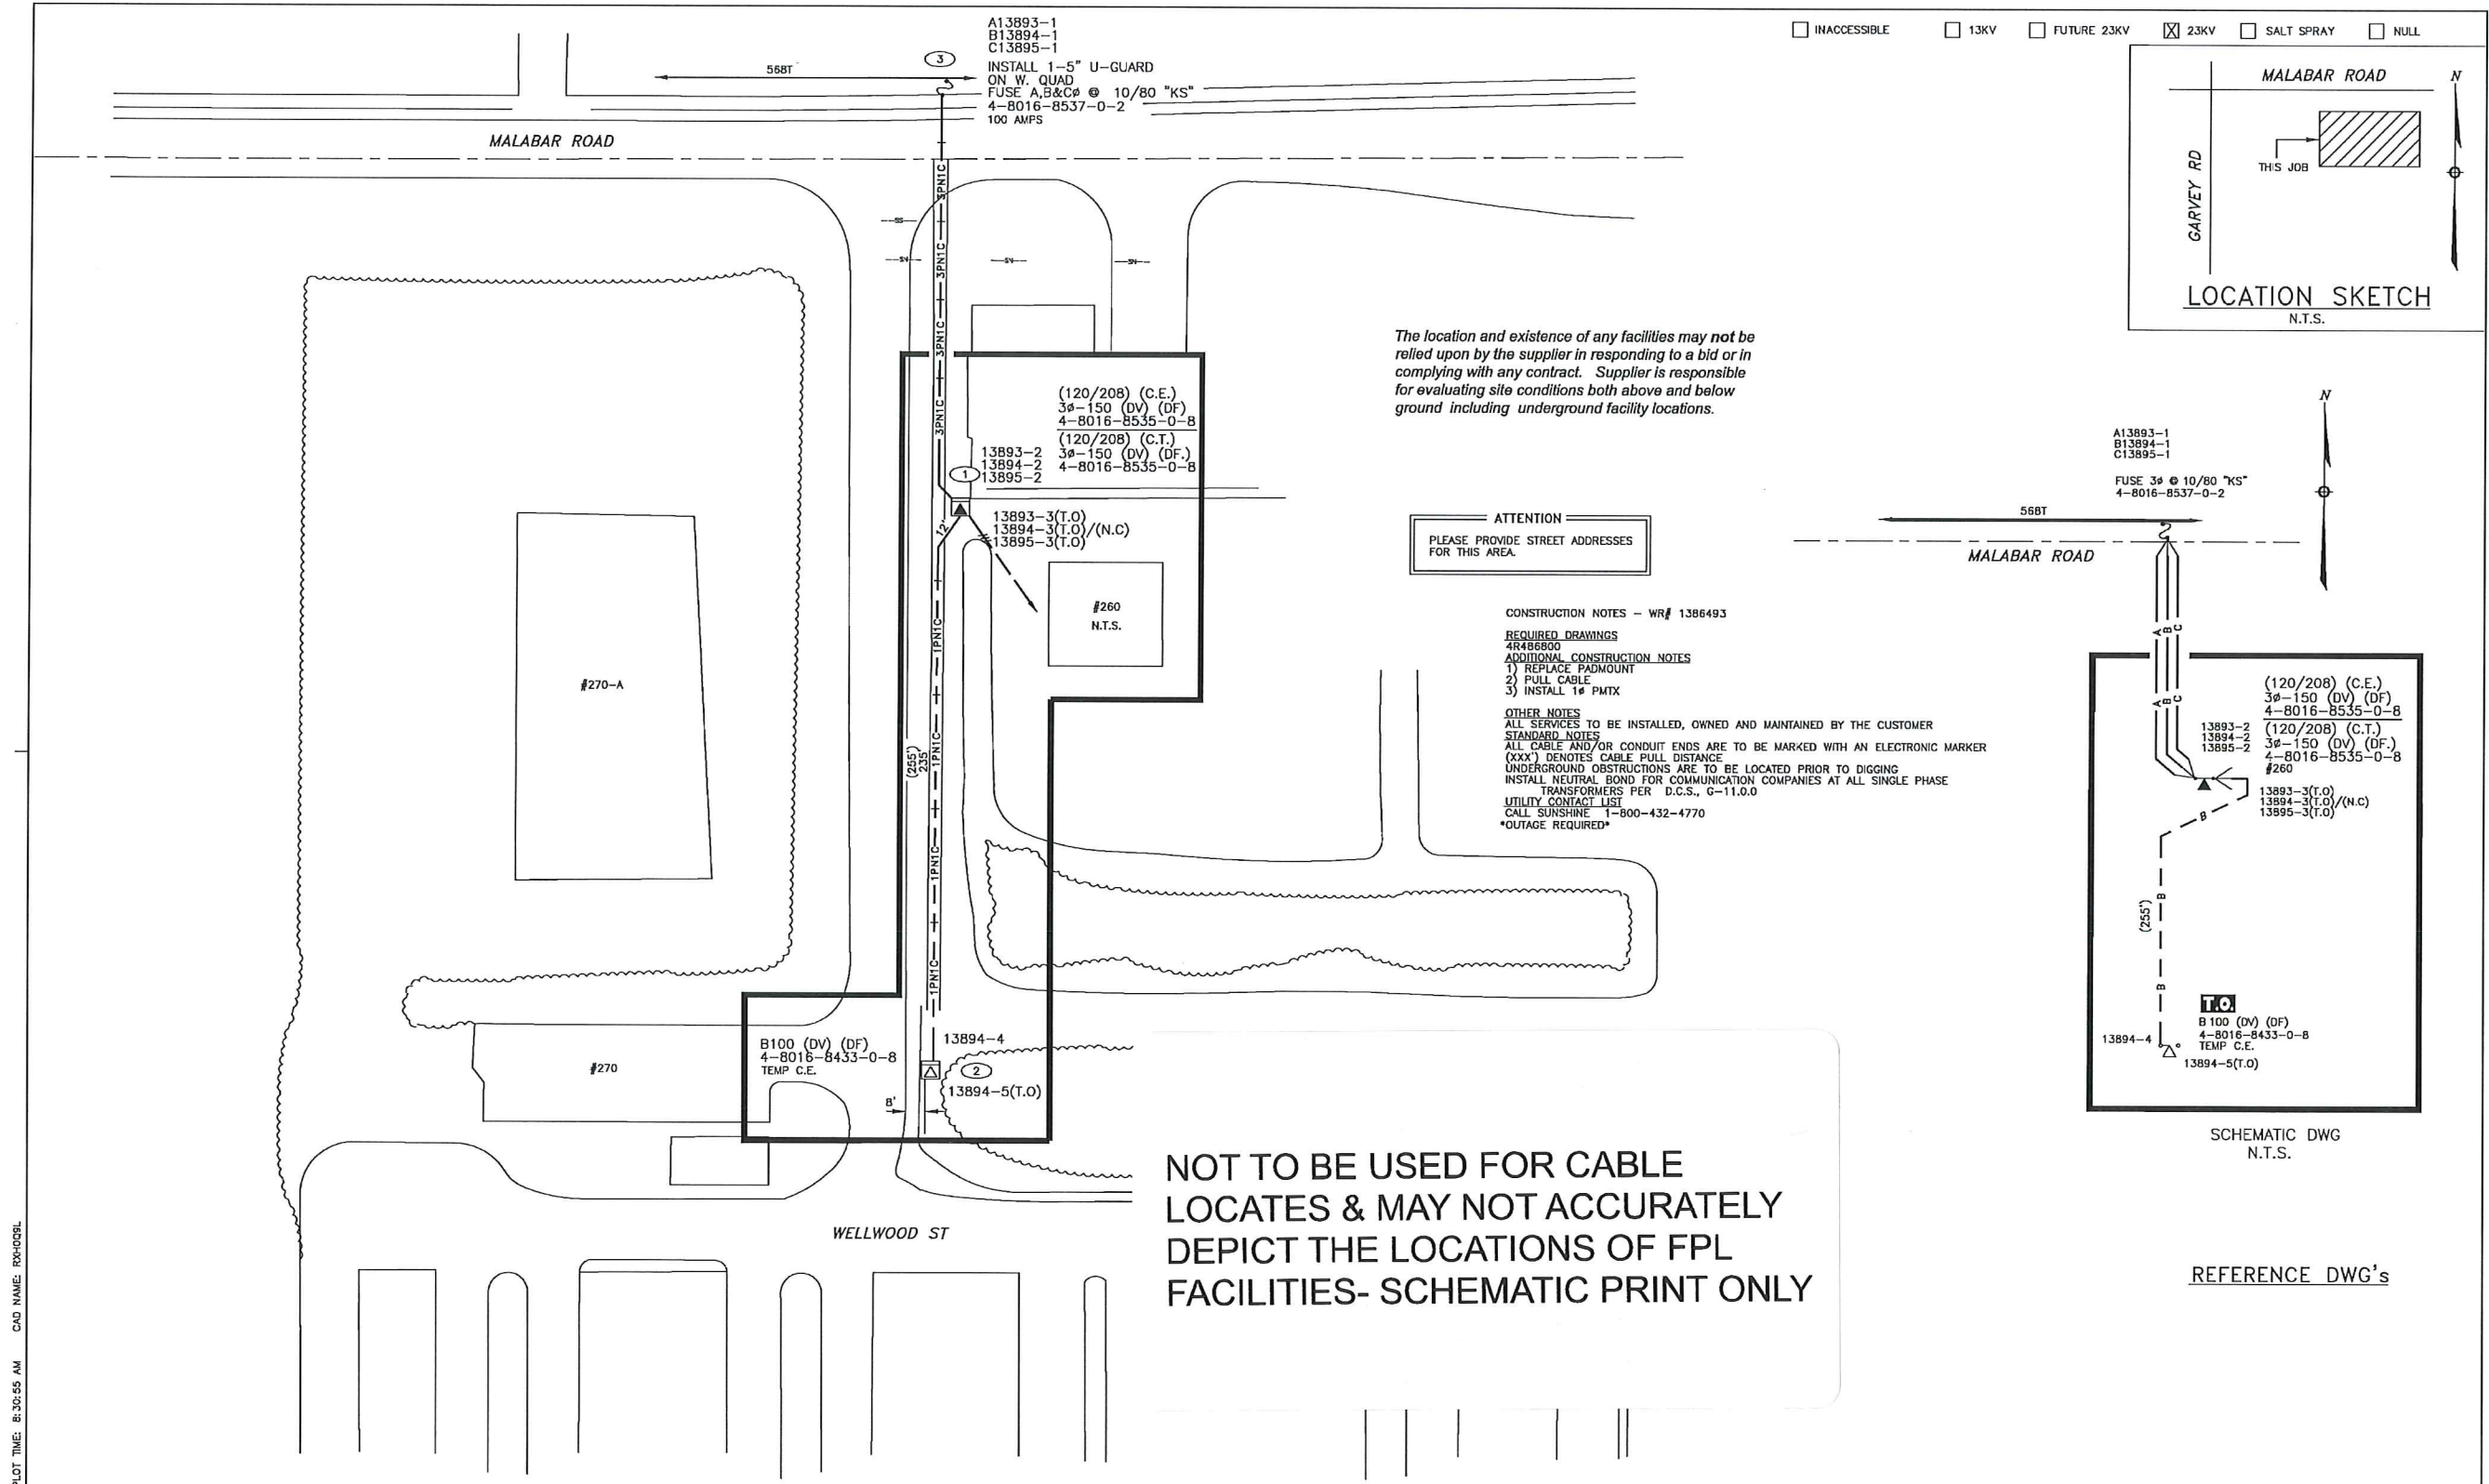 A13893-1
B13894-1
C13895-1
3
INSTALL 1-5" U-GUARD
ON W. QUAD
FUSE A,B&Cø @ 10/80 "KS"
4-8016-8537-0-2
100 AMPS
568T
MALABAR ROAD
INACCESSIBLE
13KV
FUTURE 23KV
X 23KV
SALT SPRAY
NULL
MALABAR ROAD
N
GARVEY RD
THIS JOB
LOCATION SKETCH
N.T.S.
3PN1C
3PN1C
3PN1C
3PN1C
The location and existence of any facilities may not be
relied upon by the supplier in responding to a bid or in
complying with any contract. Supplier is responsible
for evaluating site conditions both above and below
ground including underground facility locations.
(120/208) (C.E.)
3ø-150 (DV) (DF)
4-8016-8535-0-8
(120/208) (C.T.)
3ø-150 (DV) (DF.)
4-8016-8535-0-8
13893-2
13894-2
13895-2
1
13893-3(T.O)
13894-3(T.O)/(N.C)
13895-3(T.O)
12'
#260
N.T.S.
#270-A
1PN1C
1PN1C
1PN1C
1PN1C
(255')
235'
ATTENTION
PLEASE PROVIDE STREET ADDRESSES
FOR THIS AREA.
CONSTRUCTION NOTES - WR# 1386493
REQUIRED DRAWINGS
4R486800
ADDITIONAL CONSTRUCTION NOTES
1) REPLACE PADMOUNT
2) PULL CABLE
3) INSTALL 1ø PMTX
OTHER NOTES
ALL SERVICES TO BE INSTALLED, OWNED AND MAINTAINED BY THE CUSTOMER
STANDARD NOTES
ALL CABLE AND/OR CONDUIT ENDS ARE TO BE MARKED WITH AN ELECTRONIC MARKER
(XXX') DENOTES CABLE PULL DISTANCE
UNDERGROUND OBSTRUCTIONS ARE TO BE LOCATED PRIOR TO DIGGING
INSTALL NEUTRAL BOND FOR COMMUNICATION COMPANIES AT ALL SINGLE PHASE
TRANSFORMERS PER D.C.S., G-11.0.0
UTILITY CONTACT LIST
CALL SUNSHINE 1-800-432-4770
*OUTAGE REQUIRED*
N
A13893-1
B13894-1
C13895-1
FUSE 3ø @ 10/80 "KS"
4-8016-8537-0-2
568T
MALABAR ROAD
A B C
A B C
(120/208) (C.E.)
3ø-150 (DV) (DF)
4-8016-8535-0-8
(120/208) (C.T.)
3ø-150 (DV) (DF.)
4-8016-8535-0-8
#260
13893-2
13894-2
13895-2
13893-3(T.O)
13894-3(T.O)/(N.C)
13895-3(T.O)
B
B
(255')
B
T.O.
B 100 (DV) (DF)
4-8016-8433-0-8
TEMP C.E.
13894-4
13894-5(T.O)
SCHEMATIC DWG
N.T.S.
REFERENCE DWG's
B100 (DV) (DF)
4-8016-8433-0-8
TEMP C.E.
13894-4
2
13894-5(T.O)
8'
#270
WELLWOOD ST
NOT TO BE USED FOR CABLE
LOCATES & MAY NOT ACCURATELY
DEPICT THE LOCATIONS OF FPL
FACILITIES- SCHEMATIC PRINT ONLY
PLOT TIME: 8:30:55 AM CAD NAME: RXH0Q9L